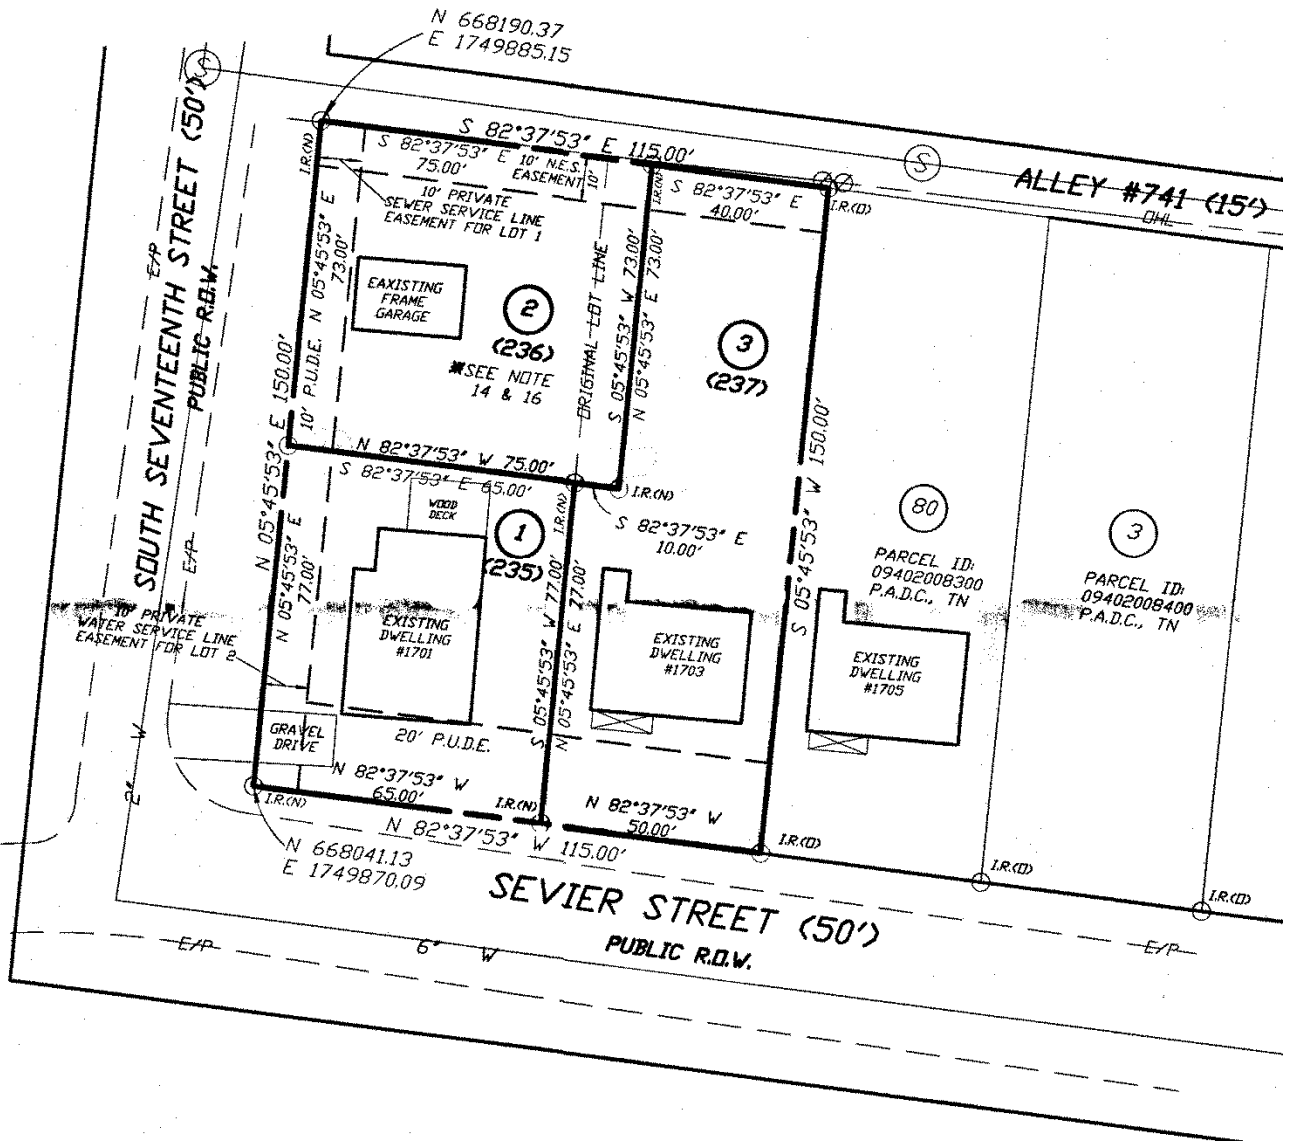 N 668190.37
E 1749885.15
S 82°37'53" E 115.00'
S 82°37'53" E
75.00'
10' N.E.S.
EASEMENT
10'
I.R.(N)
10' PRIVATE
SEWER SERVICE LINE
EASEMENT FOR LOT 1
I.R.(N)
S 82°37'53" E
40.00'
I.R.(O)
S
ALLEY #741 (15')
OHL
SOUTH SEVENTEENTH STREET (50')
PUBLIC R.O.W.
E/P
E/P
N 05°45'53" E
73.00'
10' P.U.D.E.
N 05°45'53" E 150.00'
EAXISTING
FRAME
GARAGE
2
(236)
*SEE NOTE
14 & 16
ORIGINAL LOT LINE
S 05°45'53" W 73.00'
N 05°45'53" E 73.00'
3
(237)
S 05°45'53" W 150.00'
N 82°37'53" W 75.00'
S 82°37'53" E 65.00'
I.R.(N)
I.R.(N)
S 82°37'53" E
10.00'
WOOD
DECK
1
(235)
N 05°45'53" E
77.00'
S 05°45'53" W 77.00'
N 05°45'53" E 77.00'
10' PRIVATE
WATER SERVICE LINE
EASEMENT FOR LOT 2
EXISTING
DWELLING
#1701
EXISTING
DWELLING
#1703
EXISTING
DWELLING
#1705
80
PARCEL ID:
09402008300
P.A.D.C., TN
3
PARCEL ID:
09402008400
P.A.D.C., TN
GRAVEL
DRIVE
20' P.U.D.E.
2" W
N 82°37'53" W
65.00'
I.R.(N)
I.R.(N)
N 82°37'53" W
50.00'
N 82°37'53" W 115.00'
I.R.(O)
I.R.(O)
I.R.(O)
N 668041.13
E 1749870.09
SEVIER STREET (50')
PUBLIC R.O.W.
E/P
6" W
E/P